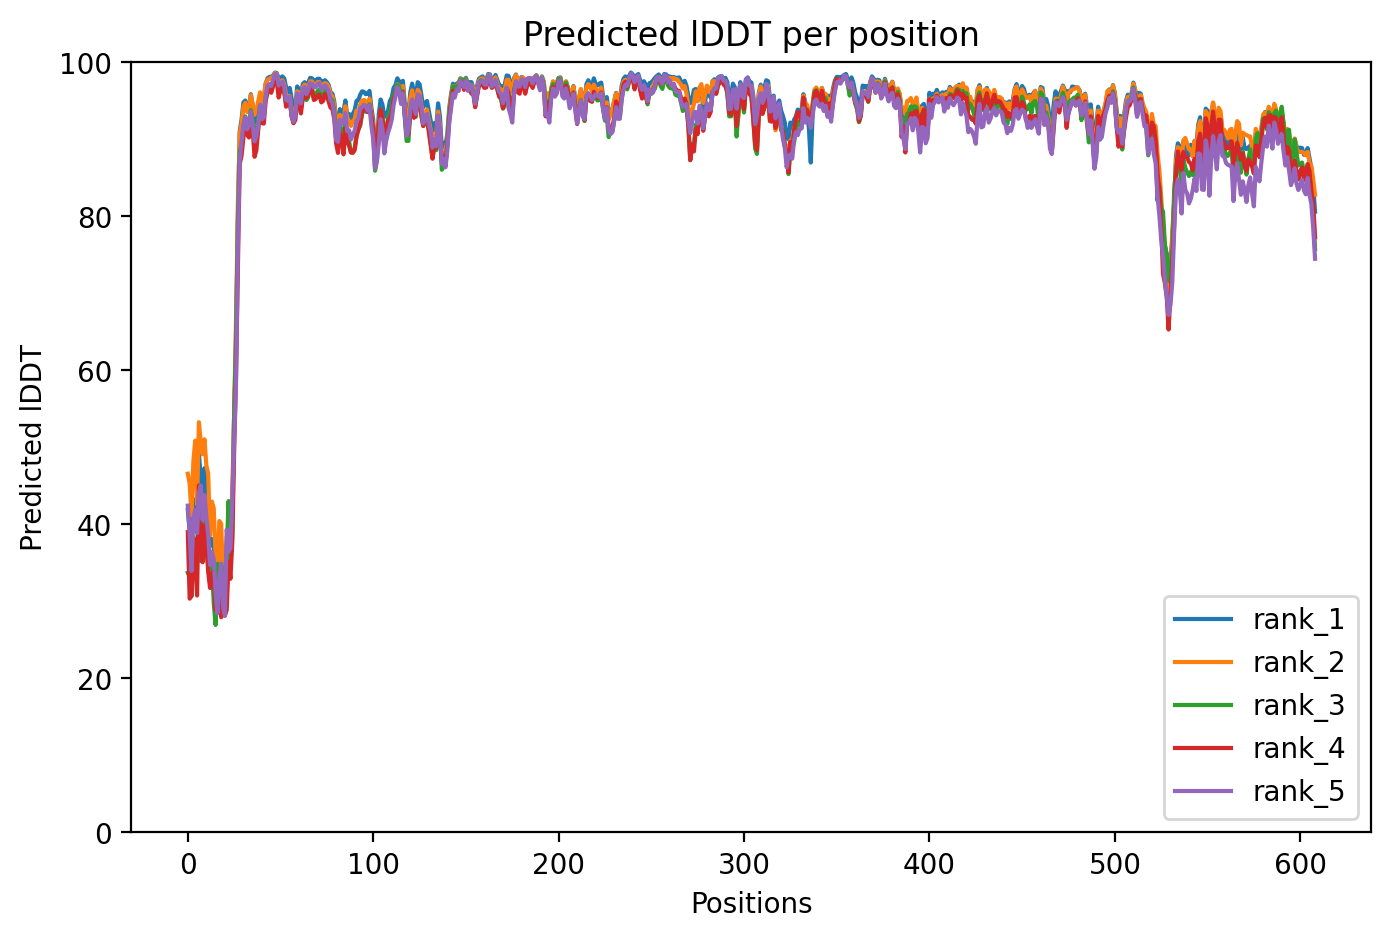 Predicted lDDT per position
Predicted lDDT
100
80
60
40
20
0
0 100 200 300 400 500 600
Positions
rank_1
rank_2
rank_3
rank_4
rank_5